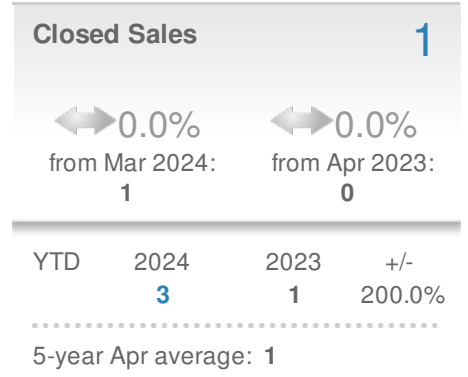 Closed Sales 1
0.0% 0.0%
from Mar 2024: from Apr 2023:
1 0
YTD 2024 2023 +/-
3 1 200.0%
5-year Apr average: 1